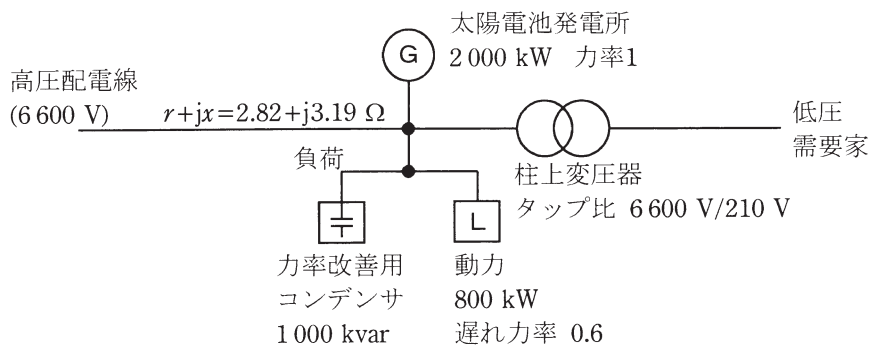 太陽電池発電所
G
2 000 kW 力率1
高圧配電線
(6 600 V)
r+jx=2.82+j3.19 Ω
低圧
需要家
負荷
柱上変圧器
タップ比 6 600 V/210 V
L
力率改善用
コンデンサ
1 000 kvar
動力
800 kW
遅れ力率 0.6